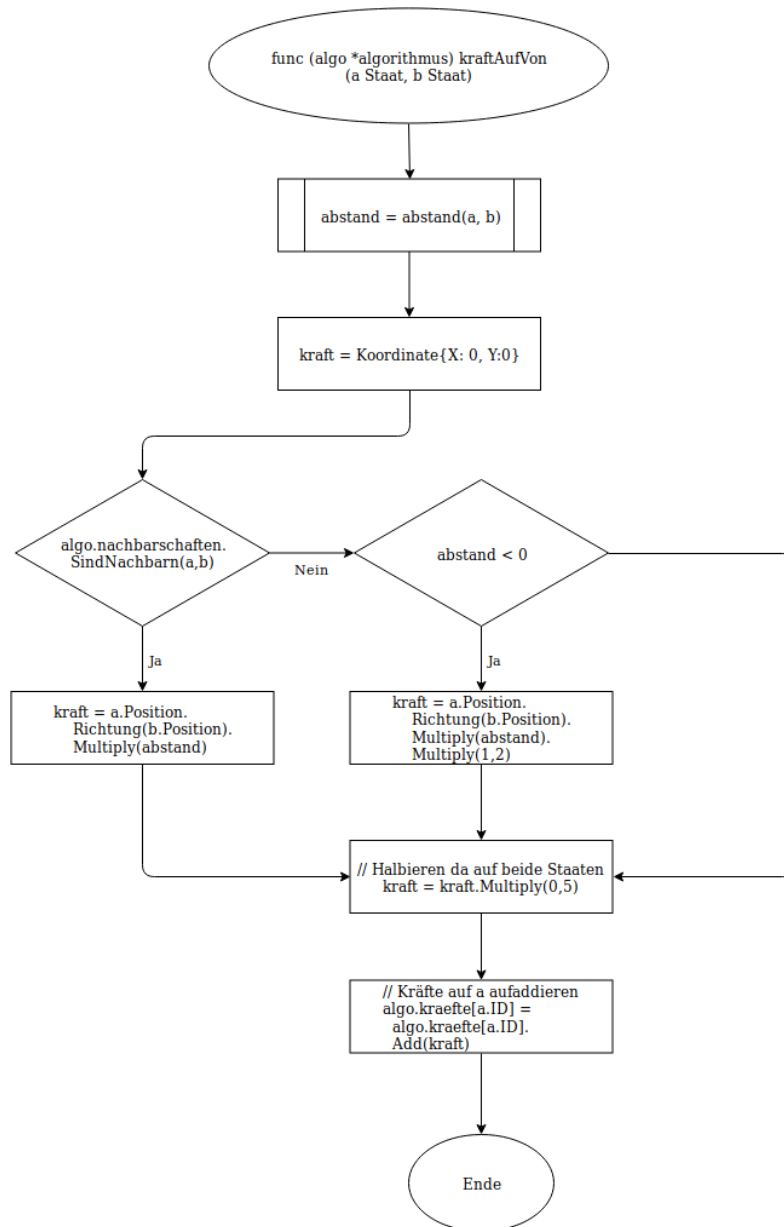 func (algo *algorithmus) kraftAufVon
(a Staat, b Staat)
abstand = abstand(a, b)
kraft = Koordinate{X: 0, Y:0}
algo.nachbarschaften.
SindNachbarn(a,b)
Nein
abstand < 0
Ja
Ja
kraft = a.Position.
Richtung(b.Position).
Multiply(abstand)
kraft = a.Position.
Richtung(b.Position).
Multiply(abstand).
Multiply(1,2)
// Halbieren da auf beide Staaten
kraft = kraft.Multiply(0,5)
// Kräfte auf a aufaddieren
algo.kraefte[a.ID] =
algo.kraefte[a.ID].
Add(kraft)
Ende